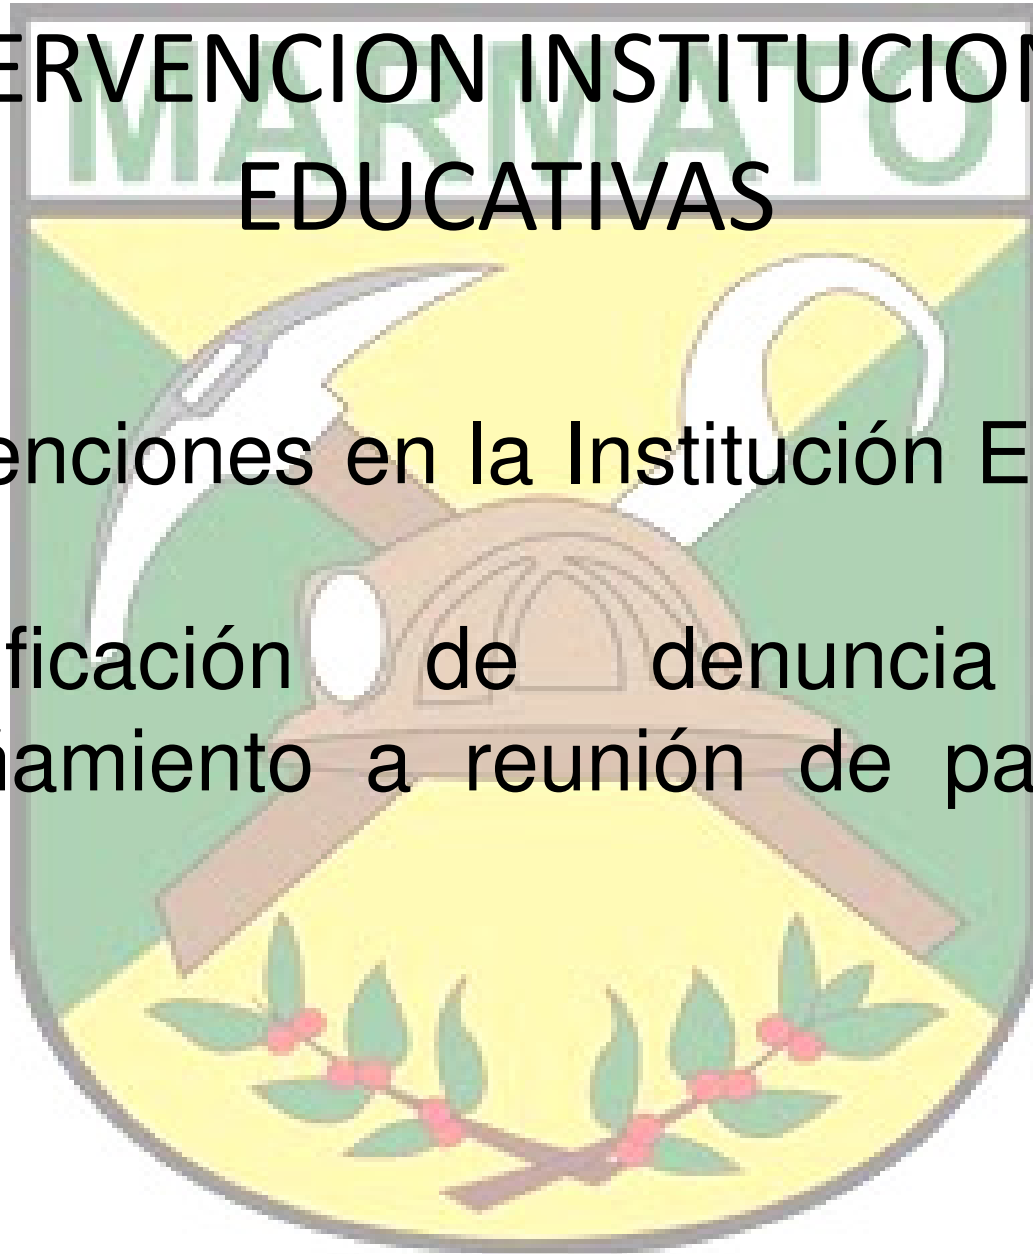 ERVENCION INSTITUCION
MARMATO
EDUCATIVAS
enciones en la Institución E
ficación de denuncia
ñamiento a reunión de pa